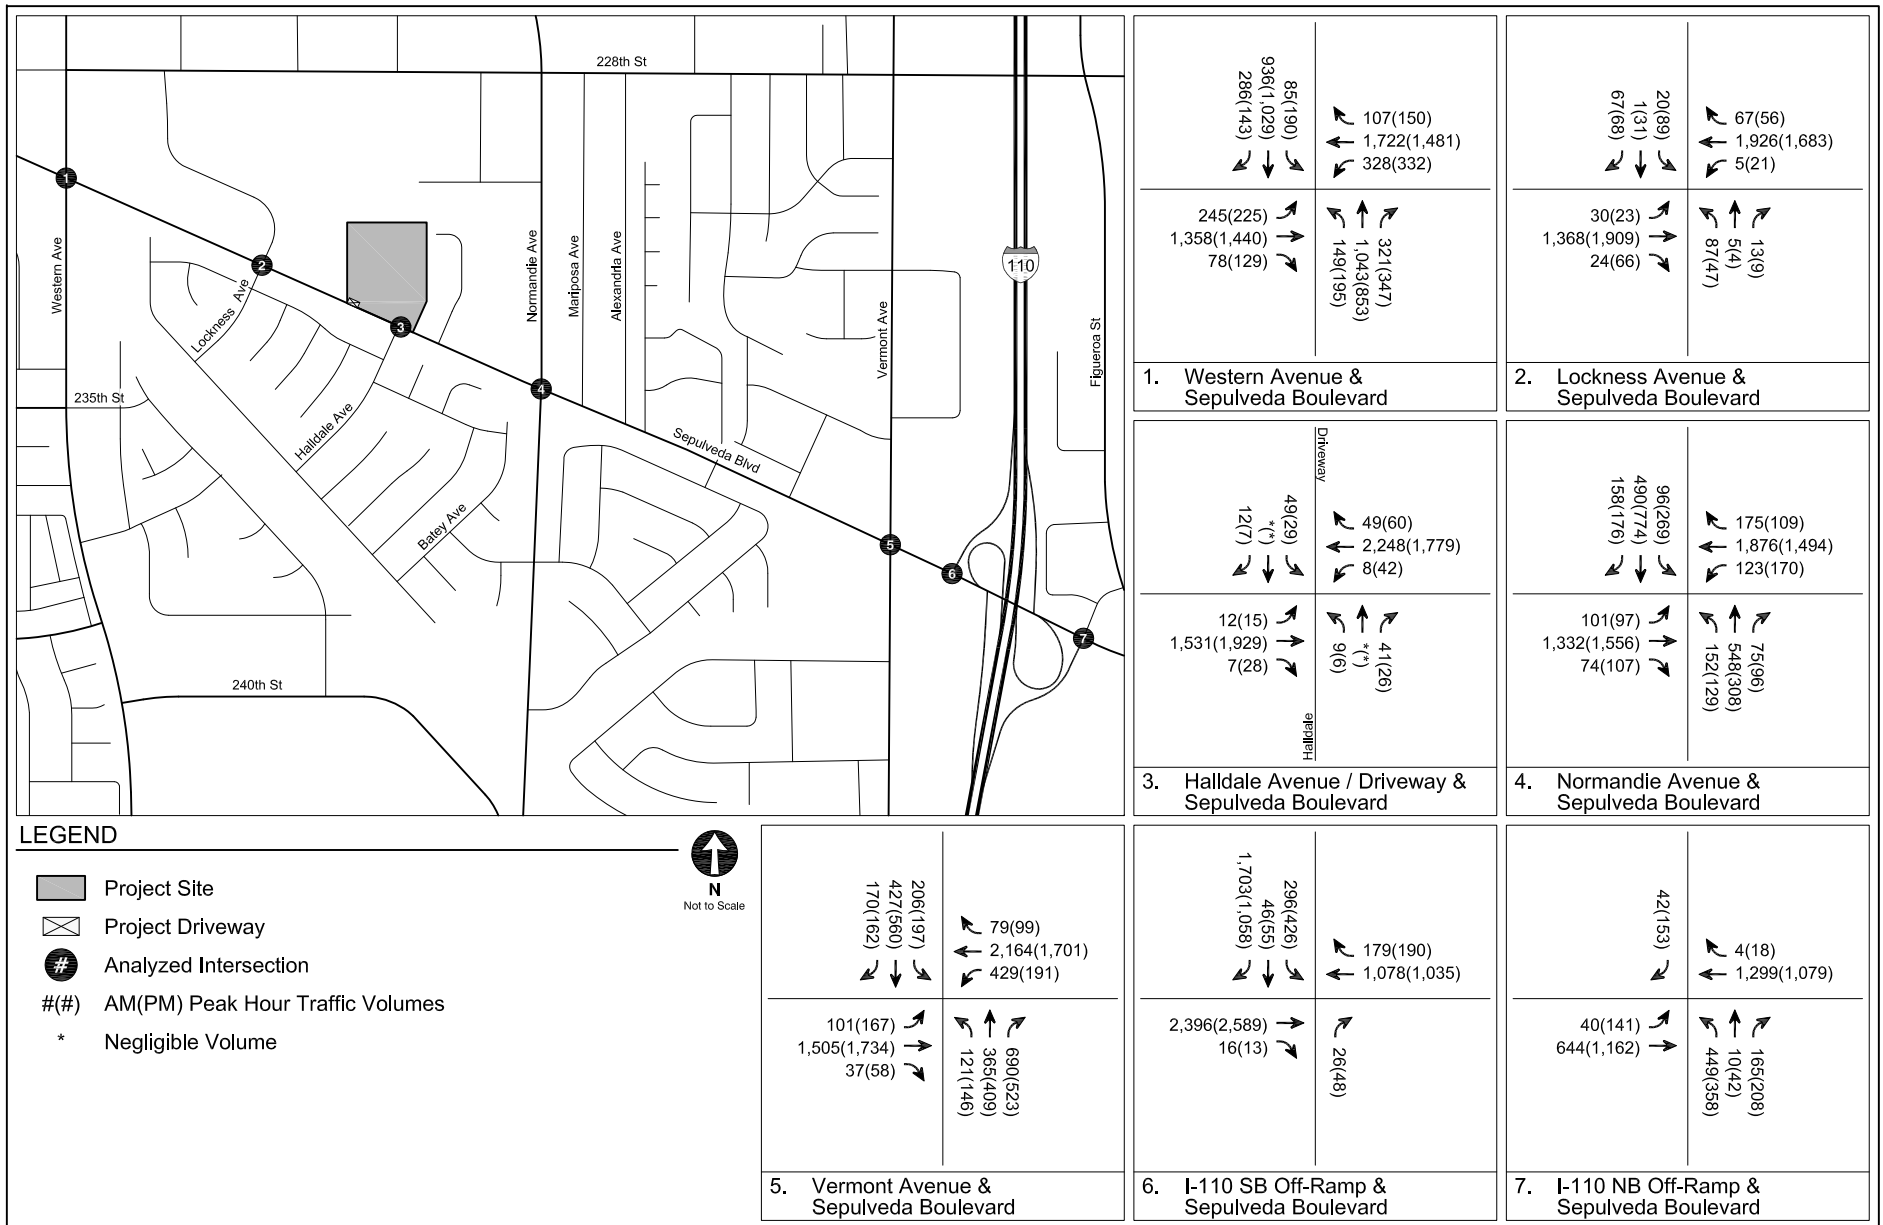 228th St
Western Ave
Lockness Ave
Normandie Ave
Mariposa Ave
Alexandria Ave
Vermont Ave
Figueroa St
110
1
2
3
4
5
6
7
235th St
Halldale Ave
Batey Ave
Sepulveda Blvd
240th St
LEGEND
Project Site
Project Driveway
# Analyzed Intersection
#(#) AM(PM) Peak Hour Traffic Volumes
* Negligible Volume
N
Not to Scale
286(143)
936(1,029)
85(190)
107(150)
1,722(1,481)
328(332)
245(225)
1,358(1,440)
78(129)
149(195)
1,043(853)
321(347)
1. Western Avenue &
Sepulveda Boulevard
67(68)
1(31)
20(89)
67(56)
1,926(1,683)
5(21)
30(23)
1,368(1,909)
24(66)
87(47)
5(4)
13(9)
2. Lockness Avenue &
Sepulveda Boulevard
Driveway
12(7)
*(*)
49(29)
49(60)
2,248(1,779)
8(42)
12(15)
1,531(1,929)
7(28)
9(6)
*(*)
41(26)
Halldale
3. Halldale Avenue / Driveway &
Sepulveda Boulevard
158(176)
490(774)
96(269)
175(109)
1,876(1,494)
123(170)
101(97)
1,332(1,556)
74(107)
152(129)
548(308)
75(96)
4. Normandie Avenue &
Sepulveda Boulevard
170(162)
427(560)
206(197)
79(99)
2,164(1,701)
429(191)
101(167)
1,505(1,734)
37(58)
121(146)
365(409)
690(523)
5. Vermont Avenue &
Sepulveda Boulevard
1,703(1,058)
46(55)
296(426)
179(190)
1,078(1,035)
2,396(2,589)
16(13)
26(48)
6. I-110 SB Off-Ramp &
Sepulveda Boulevard
42(153)
4(18)
1,299(1,079)
40(141)
644(1,162)
449(358)
10(42)
165(208)
7. I-110 NB Off-Ramp &
Sepulveda Boulevard